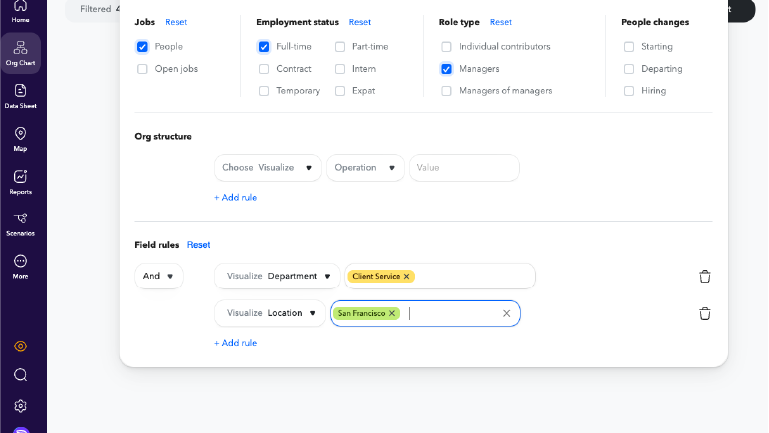 Home
Org Chart
Data Sheet
Map
Reports
Scenarios
More
Filtered
Jobs Reset
People
Open jobs
Employment status Reset
Full-time Part-time
Contract Intern
Temporary Expat
Role type Reset
Individual contributors
Managers
Managers of managers
People changes
Starting
Departing
Hiring
Org structure
Choose Visualize Operation Value
+ Add rule
Field rules Reset
And Visualize Department Client Service
Visualize Location San Francisco
+ Add rule